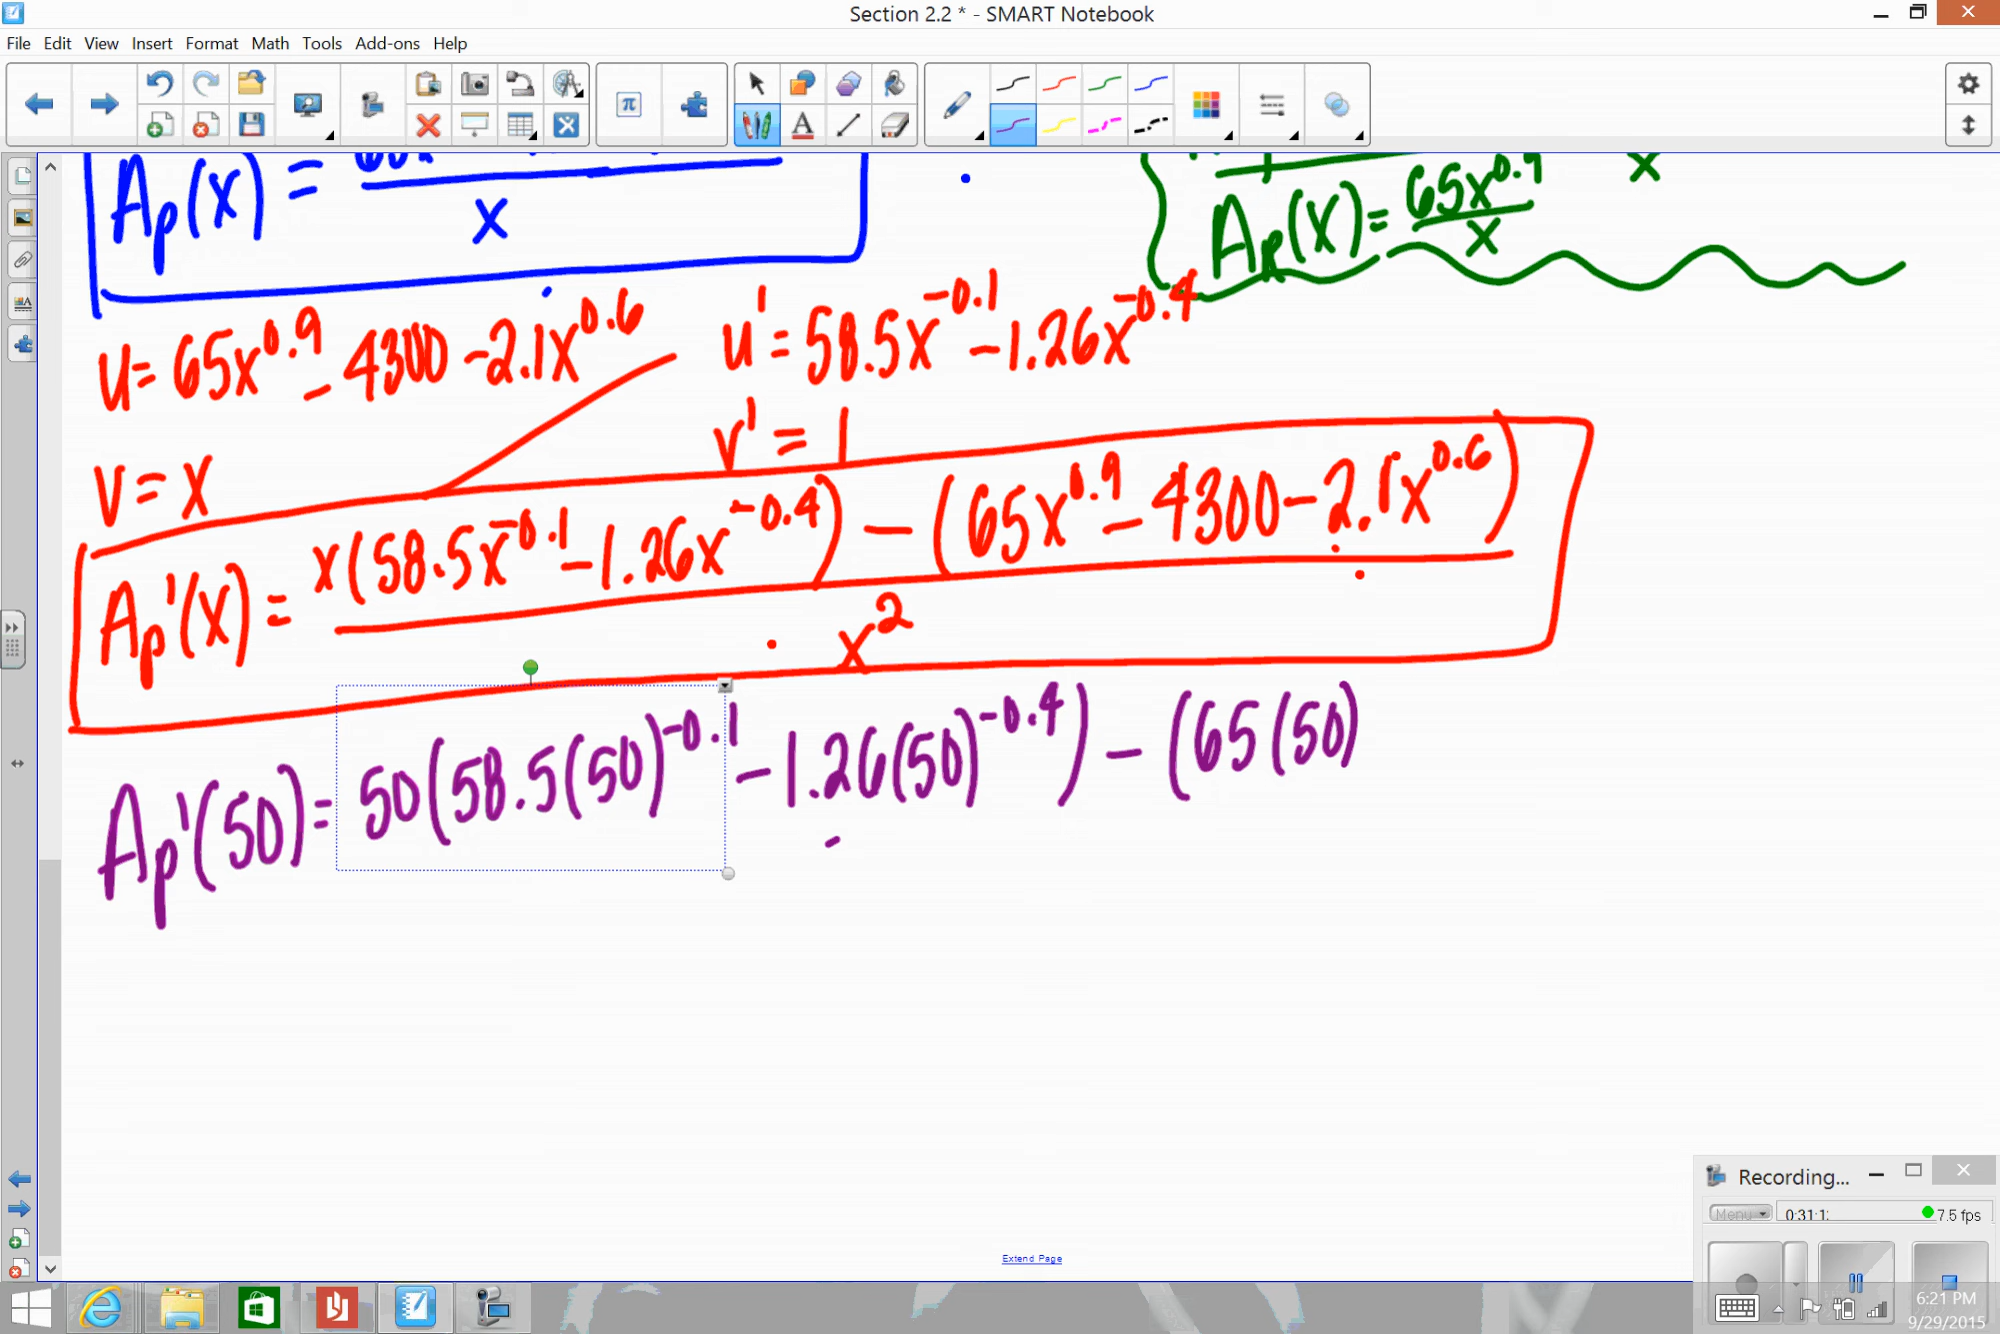 Section 2.2 * - SMART Notebook
File Edit View Insert Format Math Tools Add-ons Help
Ap(x) = x
Ap(x) = 65x^0.9 / x
x
u = 65x^0.9 - 4300 - 2.1x^0.6
u' = 58.5x^-0.1 - 1.26x^-0.4
v = x
v' = 1
Ap'(x) = x(58.5x^-0.1 - 1.26x^-0.4) - (65x^0.9 - 4300 - 2.1x^0.6) / x^2
Ap'(50) = 50(58.5(50)^-0.1 - 1.26(50)^-0.4) - (65(50)
Extend Page
Recording...
Menu
7.5 fps
6:21 PM
9/29/2015